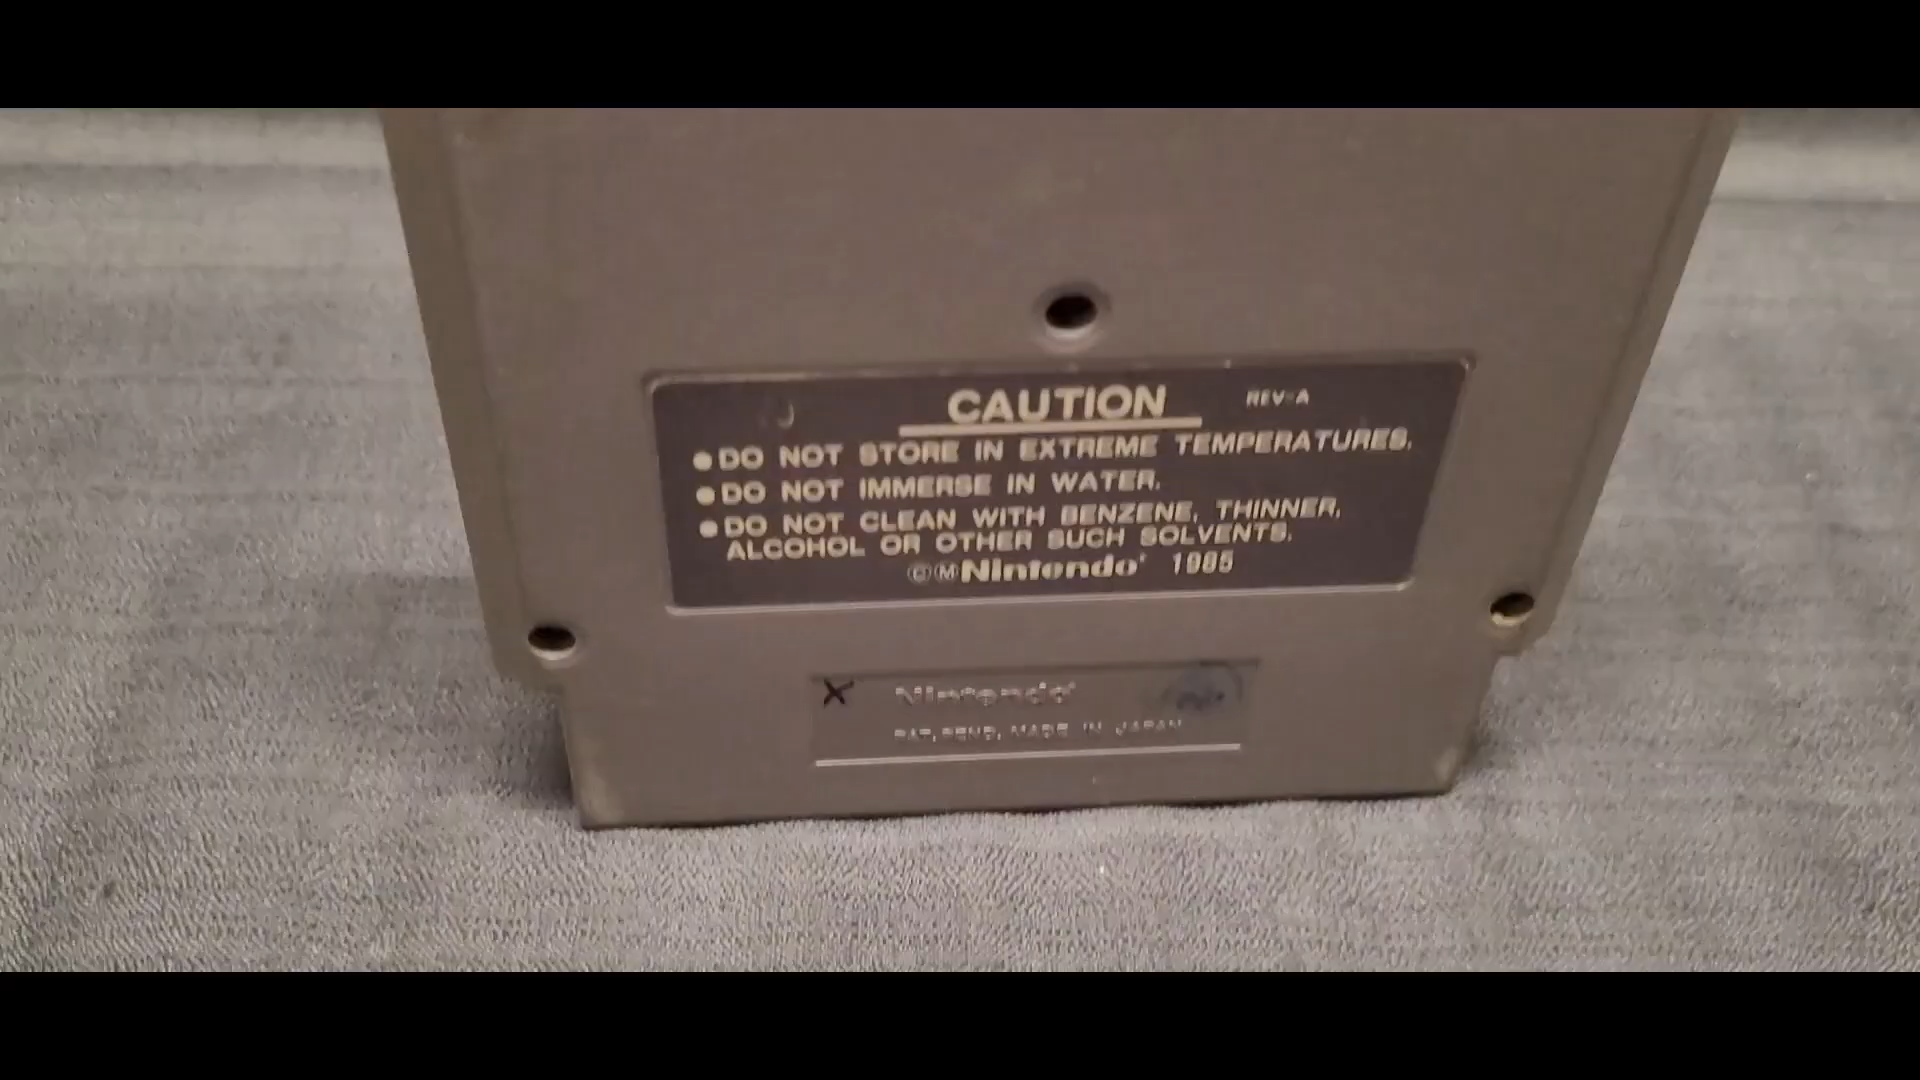 CAUTION REV-A
●DO NOT STORE IN EXTREME TEMPERATURES.
●DO NOT IMMERSE IN WATER.
●DO NOT CLEAN WITH BENZENE, THINNER,
ALCOHOL OR OTHER SUCH SOLVENTS.
©ⓂNintendo® 1985
X Nintendo®
PAT. PEND. MADE IN JAPAN